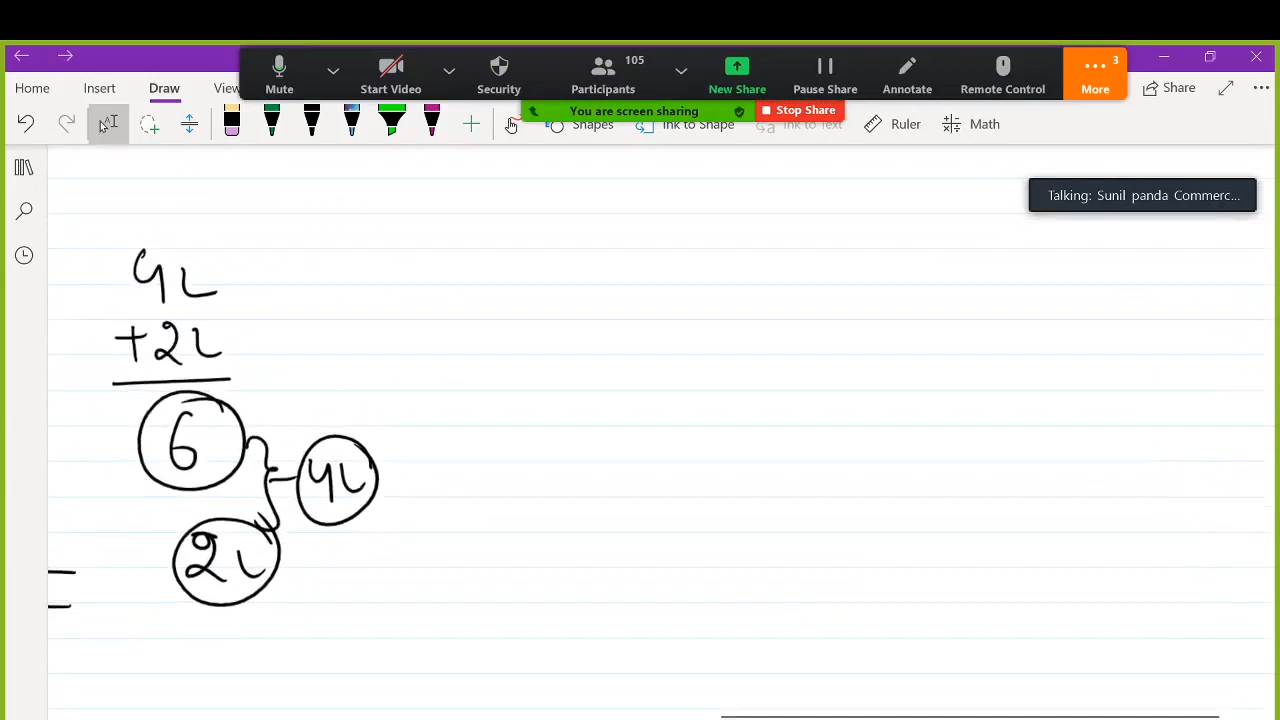 105
3
Mute
Start Video
Security
Participants
New Share
Pause Share
Annotate
Remote Control
More
Home
Insert
Draw
View
You are screen sharing
Stop Share
Share
Shapes
Ink to Shape
Ink to Text
Ruler
Math
Talking: Sunil panda Commerc...
4L
+2L
6
4L
2L